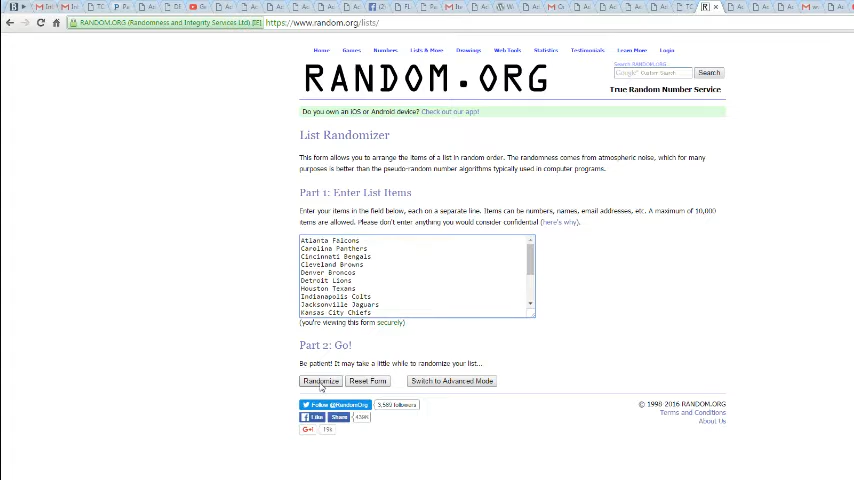 RANDOM.ORG (Randomness and Integrity Services Ltd) [IE] https://www.random.org/lists/
Home Games Numbers Lists & More Drawings Web Tools Statistics Testimonials Learn More Login
RANDOM.ORG
Search RANDOM.ORG
Google™ Custom Search Search
True Random Number Service
Do you own an iOS or Android device? Check out our app!
List Randomizer
This form allows you to arrange the items of a list in random order. The randomness comes from atmospheric noise, which for many
purposes is better than the pseudo-random number algorithms typically used in computer programs.
Part 1: Enter List Items
Enter your items in the field below, each on a separate line. Items can be numbers, names, email addresses, etc. A maximum of 10,000
items are allowed. Please don't enter anything you would consider confidential (here's why).
Atlanta Falcons
Carolina Panthers
Cincinnati Bengals
Cleveland Browns
Denver Broncos
Detroit Lions
Houston Texans
Indianapolis Colts
Jacksonville Jaguars
Kansas City Chiefs
(you're viewing this form securely)
Part 2: Go!
Be patient! It may take a little while to randomize your list...
Randomize Reset Form Switch to Advanced Mode
Follow @RandomOrg 3,589 followers
Like Share 439K
G+1 19k
© 1998-2016 RANDOM.ORG
Terms and Conditions
About Us